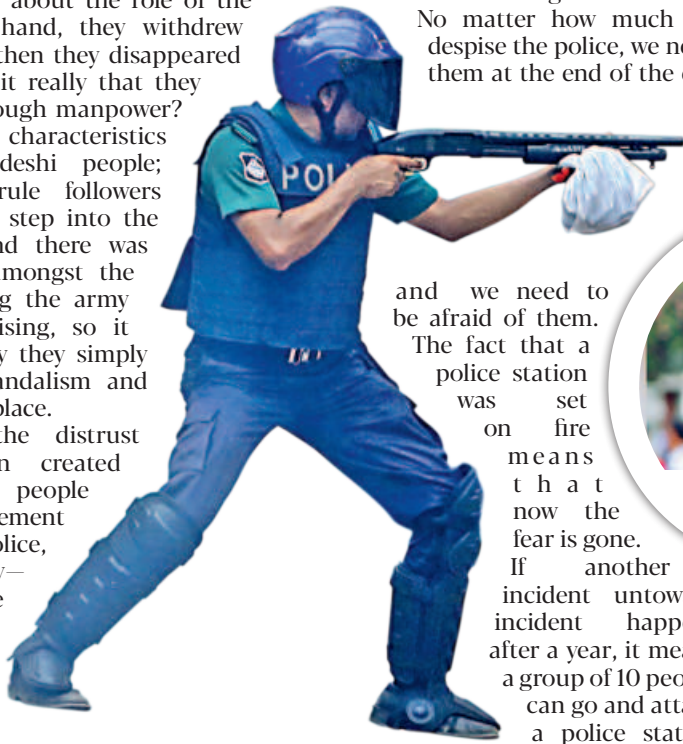 about the role of the
hand, they withdrew
then they disappeared
it really that they
ough manpower?
characteristics
deshi people;
rule followers
step into the
nd there was
mongst the
g the army
ising, so it
y they simply
andalism and
place.
the distrust
n created
people
ement
olice,
y—
e
POLI
No matter how much
despise the police, we ne
them at the end of the
and we need to
be afraid of them.
The fact that a
police station
was set
on fire
means
that
now the
fear is gone.
If another
incident untow
incident happe
after a year, it mea
a group of 10 peo
can go and atta
a police stat